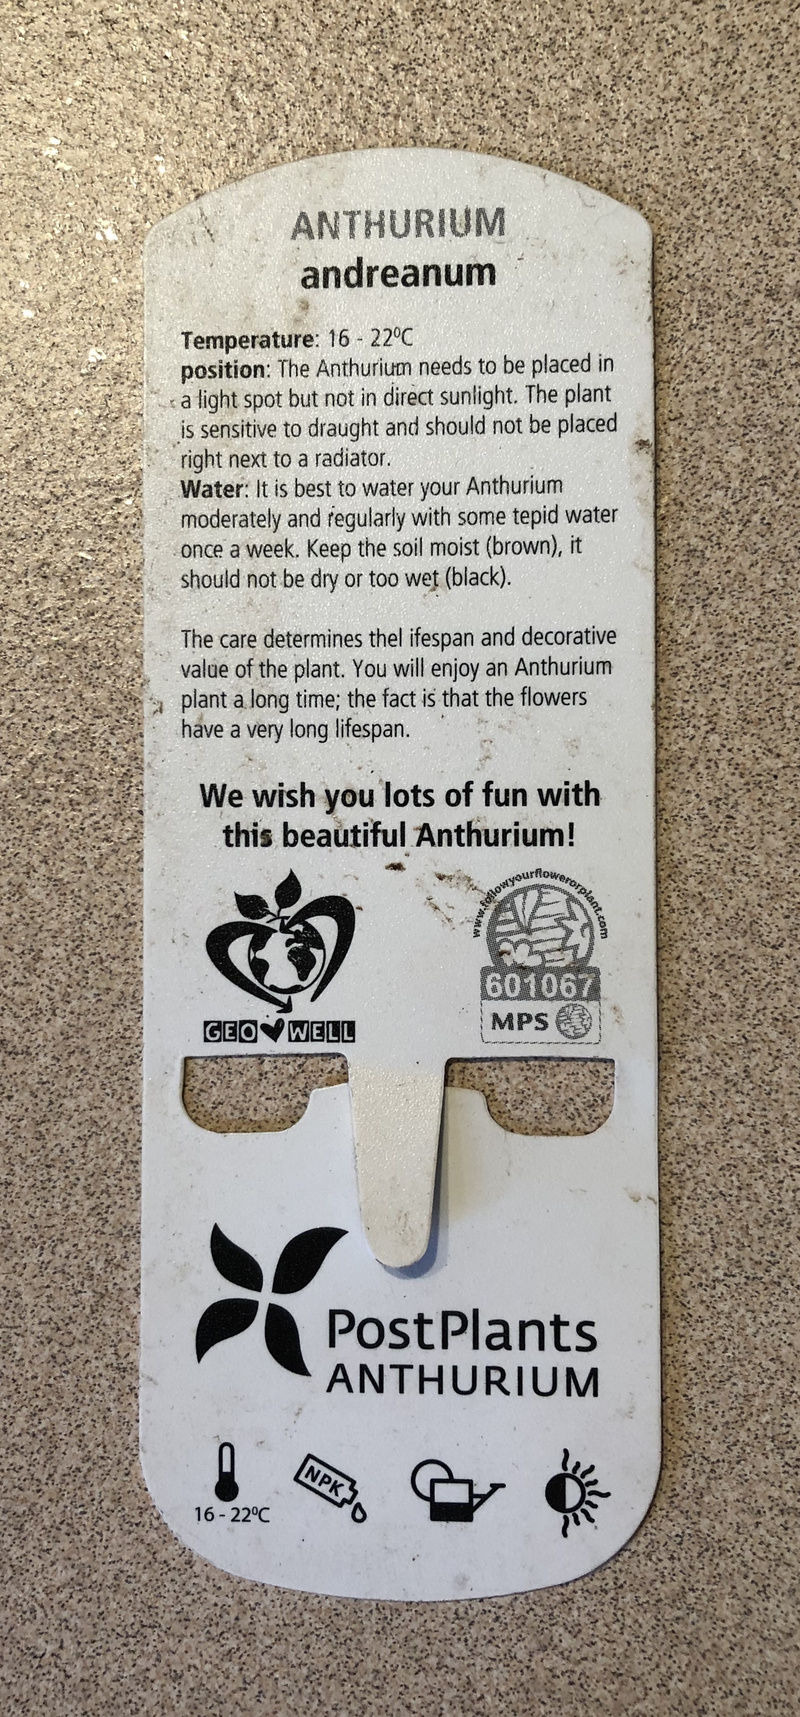 ANTHURIUM
andreanum
Temperature: 16 - 22⁰C
position: The Anthurium needs to be placed in
a light spot but not in direct sunlight. The plant
is sensitive to draught and should not be placed
right next to a radiator.
Water: It is best to water your Anthurium
moderately and regularly with some tepid water
once a week. Keep the soil moist (brown), it
should not be dry or too wet (black).
The care determines thel ifespan and decorative
value of the plant. You will enjoy an Anthurium
plant a long time; the fact is that the flowers
have a very long lifespan.
We wish you lots of fun with
this beautiful Anthurium!
GEO WELL
www.followyourflowerorplant.com
601067
MPS
PostPlants
ANTHURIUM
16 - 22⁰C
NPK